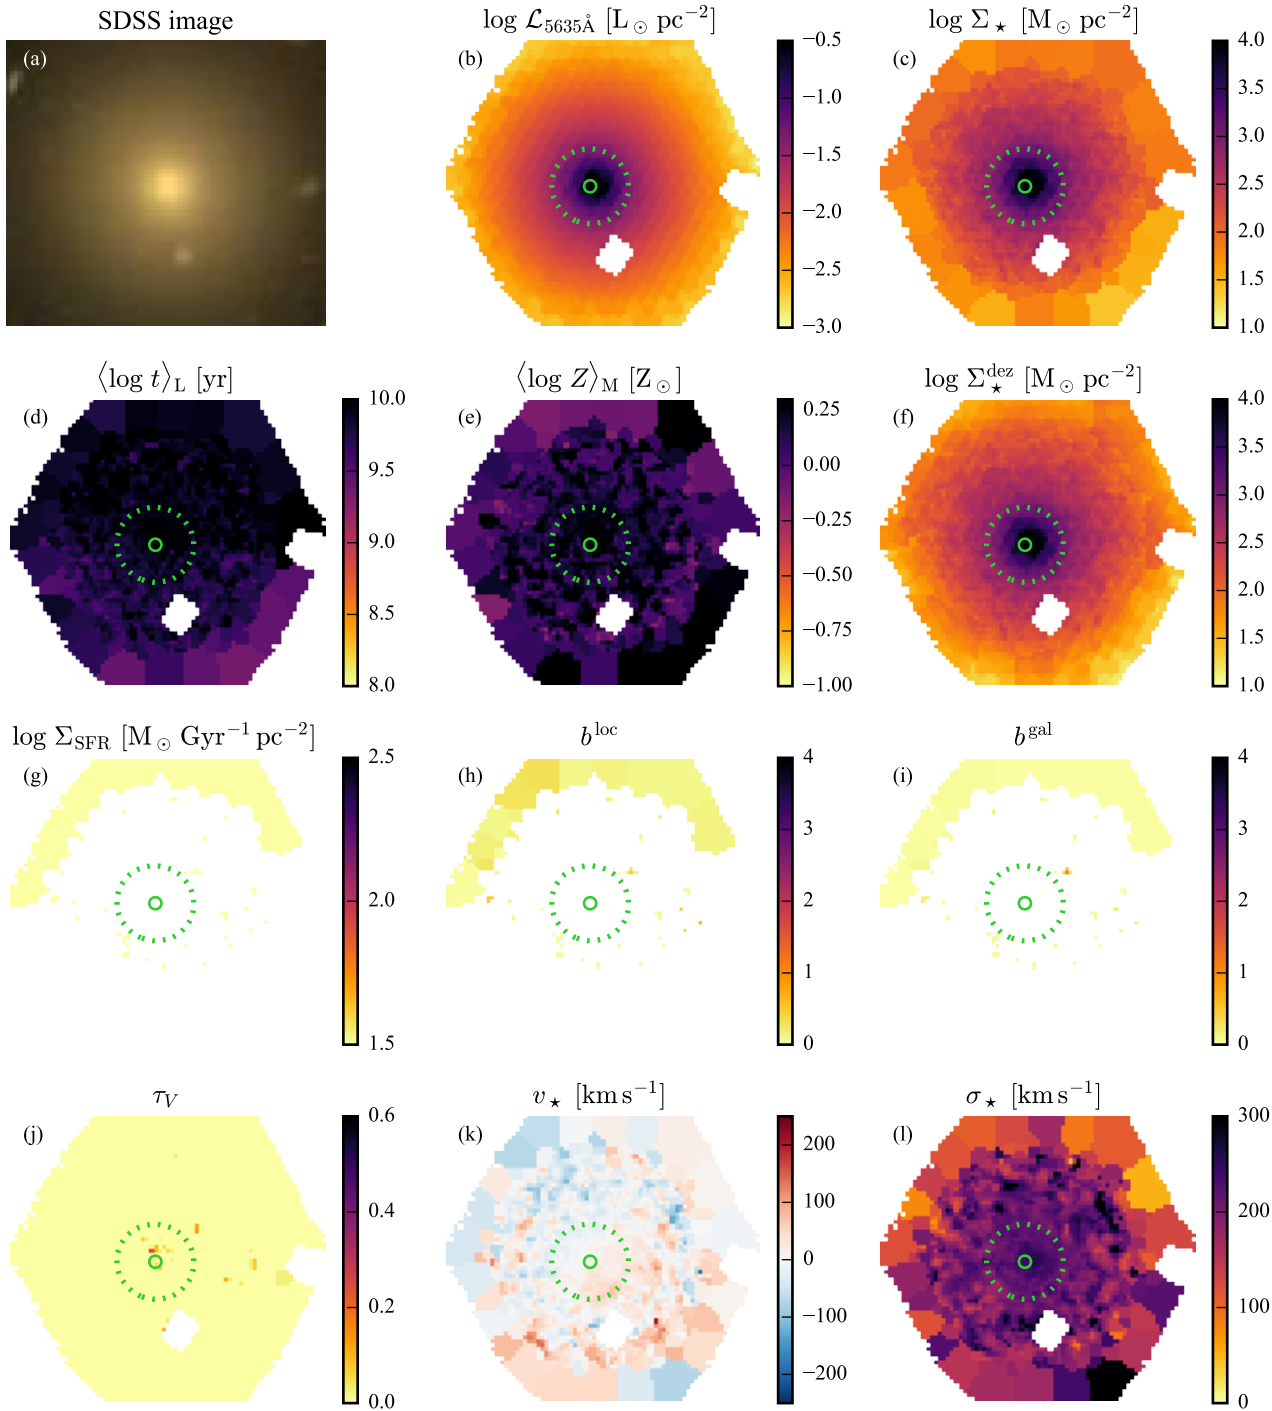 SDSS image
log ℒ₅₆₃₅Å [L⊙ pc⁻²]
log Σ⋆ [M⊙ pc⁻²]
(a)
(b)
−0.5
−1.0
−1.5
−2.0
−2.5
−3.0
(c)
4.0
3.5
3.0
2.5
2.0
1.5
1.0
⟨log t⟩L [yr]
⟨log Z⟩M [Z⊙]
log Σ⋆ᵈᵉᶻ [M⊙ pc⁻²]
(d)
10.0
9.5
9.0
8.5
8.0
(e)
0.25
0.00
−0.25
−0.50
−0.75
−1.00
(f)
4.0
3.5
3.0
2.5
2.0
1.5
1.0
log ΣSFR [M⊙ Gyr⁻¹ pc⁻²]
bˡᵒᶜ
bᵍᵃˡ
(g)
2.5
2.0
1.5
(h)
4
3
2
1
0
(i)
4
3
2
1
0
τV
v⋆ [km s⁻¹]
σ⋆ [km s⁻¹]
(j)
0.6
0.4
0.2
0.0
(k)
200
100
0
−100
−200
(l)
300
200
100
0